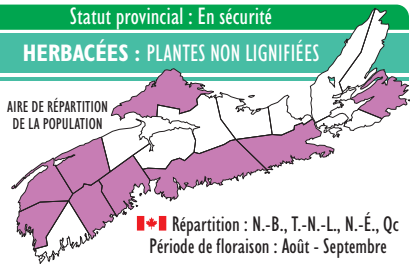 Statut provincial : En sécurité
HERBACÉES : PLANTES NON LIGNIFIÉES
AIRE DE RÉPARTITION
DE LA POPULATION
Répartition : N.-B., T.-N.-L., N.-É., Qc
Période de floraison : Août - Septembre